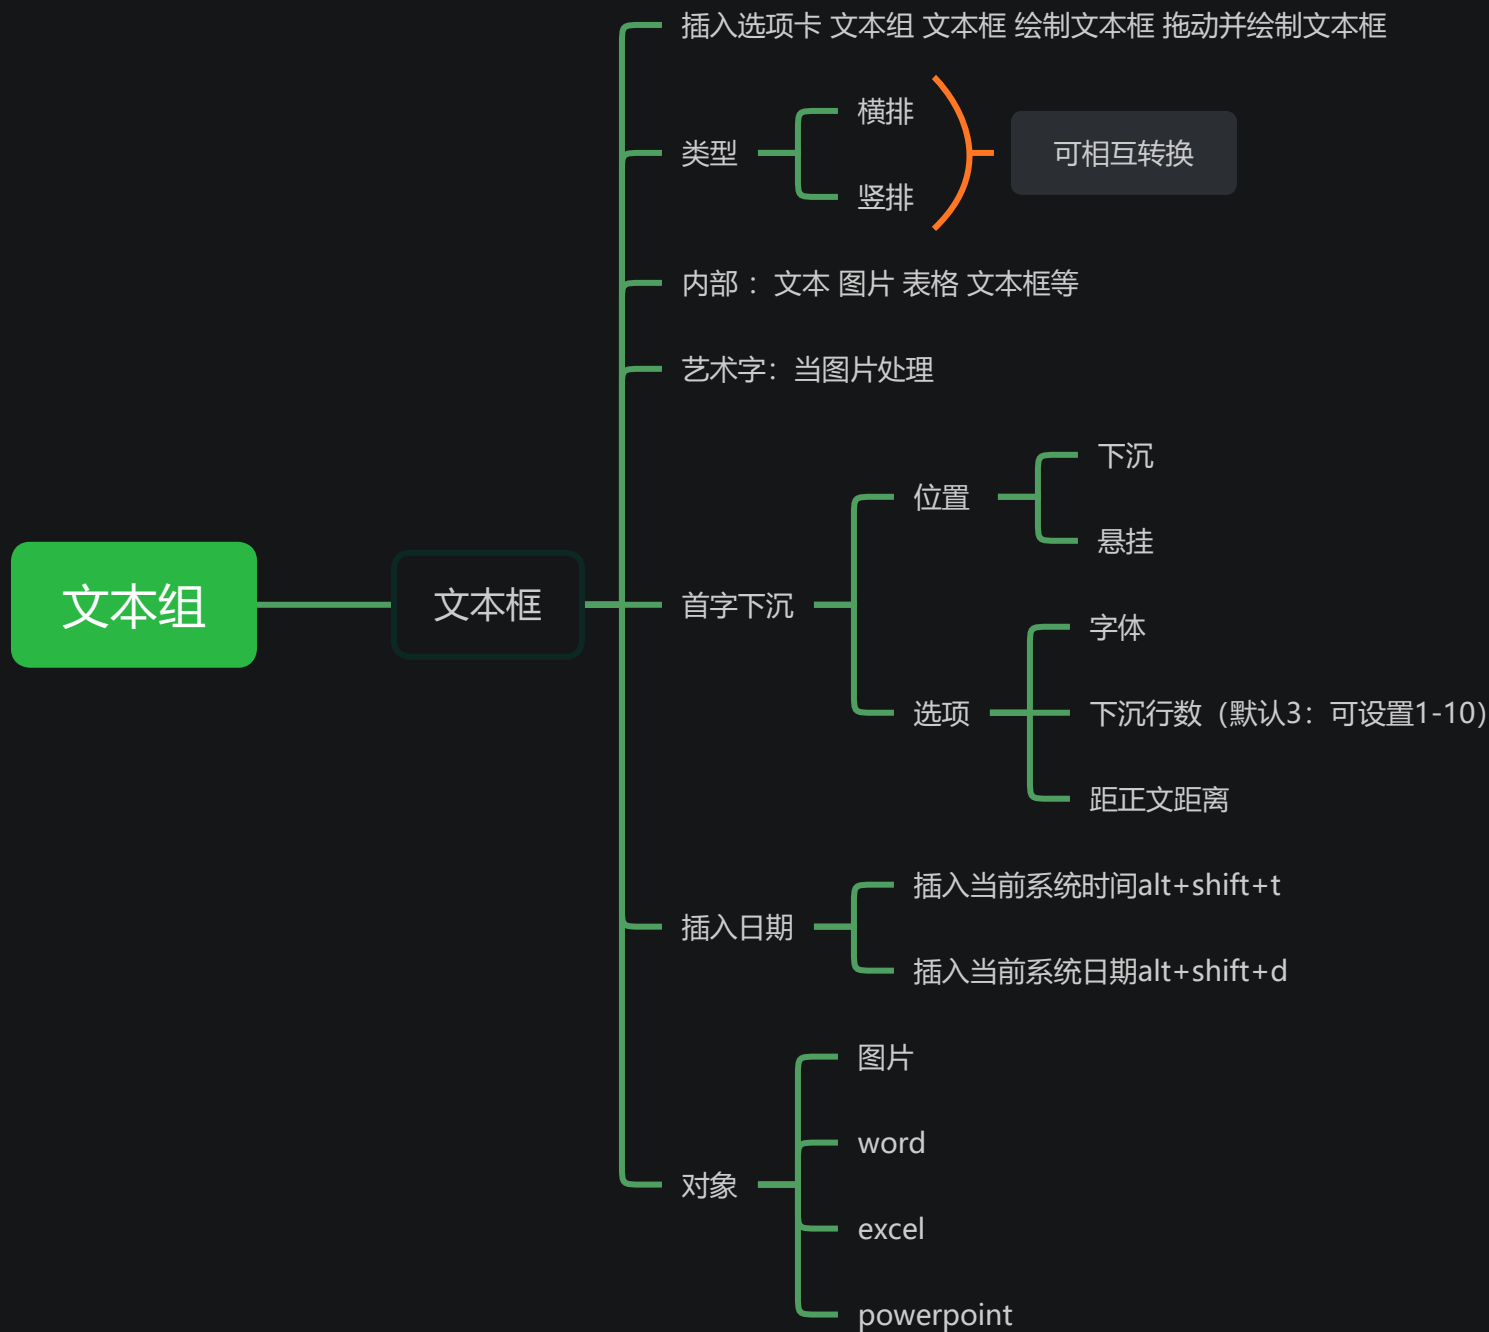 文本组
文本框
插入选项卡 文本组 文本框 绘制文本框 拖动并绘制文本框
类型
横排
竖排
可相互转换
内部 ：文本 图片 表格 文本框等
艺术字：当图片处理
首字下沉
位置
下沉
悬挂
选项
字体
下沉行数（默认3：可设置1-10）
距正文距离
插入日期
插入当前系统时间alt+shift+t
插入当前系统日期alt+shift+d
对象
图片
word
excel
powerpoint